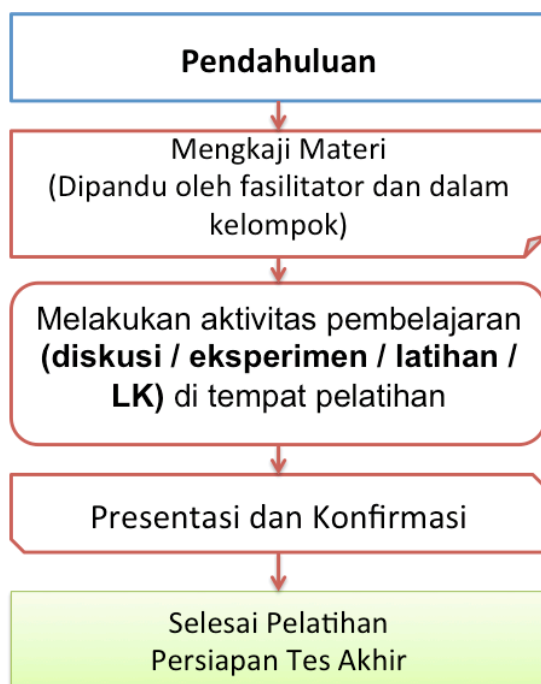 Pendahuluan
Mengkaji Materi
(Dipandu oleh fasilitator dan dalam
kelompok)
Melakukan aktivitas pembelajaran
(diskusi / eksperimen / latihan /
LK) di tempat pelatihan
Presentasi dan Konfirmasi
Selesai Pelatihan
Persiapan Tes Akhir